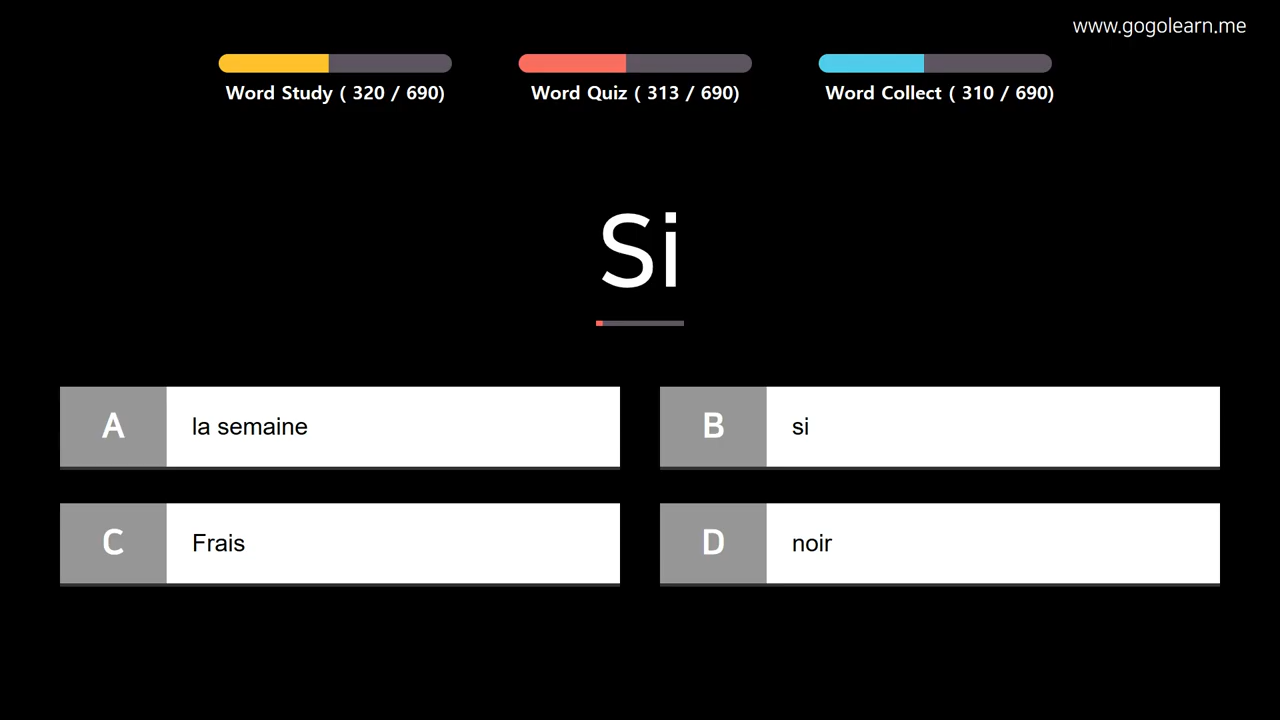 www.gogolearn.me
Word Study ( 320 / 690)
Word Quiz ( 313 / 690)
Word Collect ( 310 / 690)
Si
A la semaine
B si
C Frais
D noir